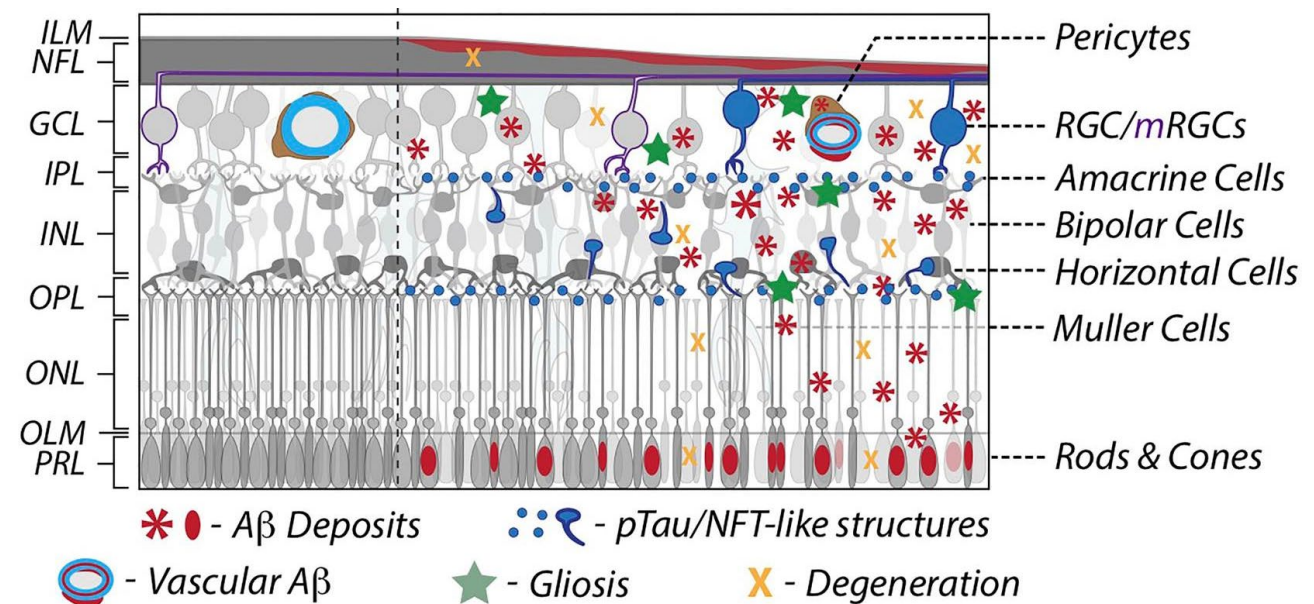 ILM
NFL
GCL
IPL
INL
OPL
ONL
OLM
PRL
Pericytes
RGC/mRGCs
Amacrine Cells
Bipolar Cells
Horizontal Cells
Muller Cells
Rods & Cones
- Aβ Deposits
- pTau/NFT-like structures
- Vascular Aβ
- Gliosis
X - Degeneration